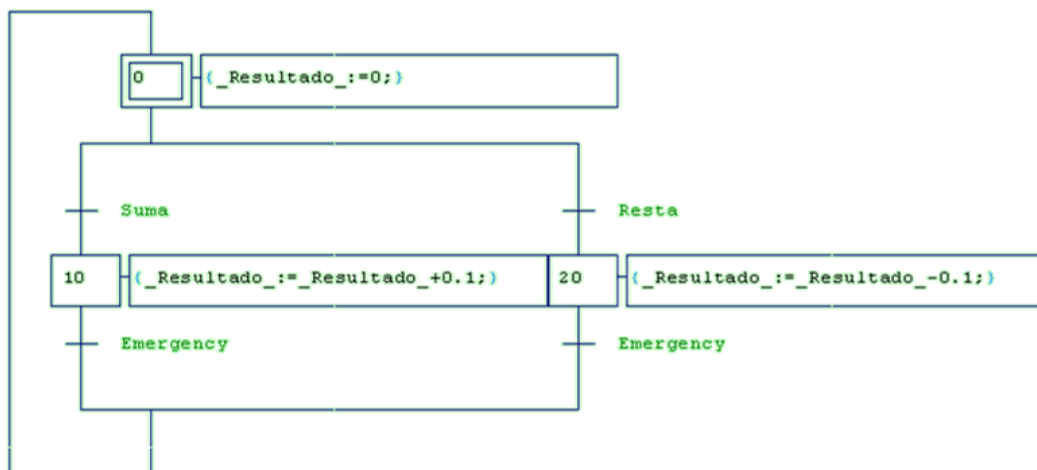 0 {_Resultado_:=0;}
Suma Resta
10 {_Resultado_:=_Resultado_+0.1;} 20 {_Resultado_:=_Resultado_-0.1;}
Emergency Emergency